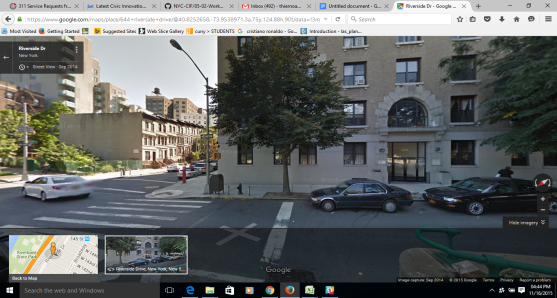 311 Service Requests fr
Latest Civic Innovatio
NYC-CIR/05-02-Work
Inbox (492) - thiernoa
Untitled document - G
Riverside Dr - Google
https://www.google.com/maps/place/644+riverside+drive/@40.8252658,-73.9538971,3a,75y,124.88h,90t/data=!3m
Search
Most Visited
Getting Started
Suggested Sites
Web Slice Gallery
cuny > STUDENTS
cristiano ronaldo - Go
Introduction - las_plan
Riverside Dr
New York
Street View - Sep 2014
Hide imagery
145 St
Riverbank
State Park
Riverside Drive, New York, New
Back to Map
Google
Image capture: Sep 2014
© 2015 Google
Terms
Privacy
Report a problem
Search the web and Windows
04:44 PM
11/16/2015